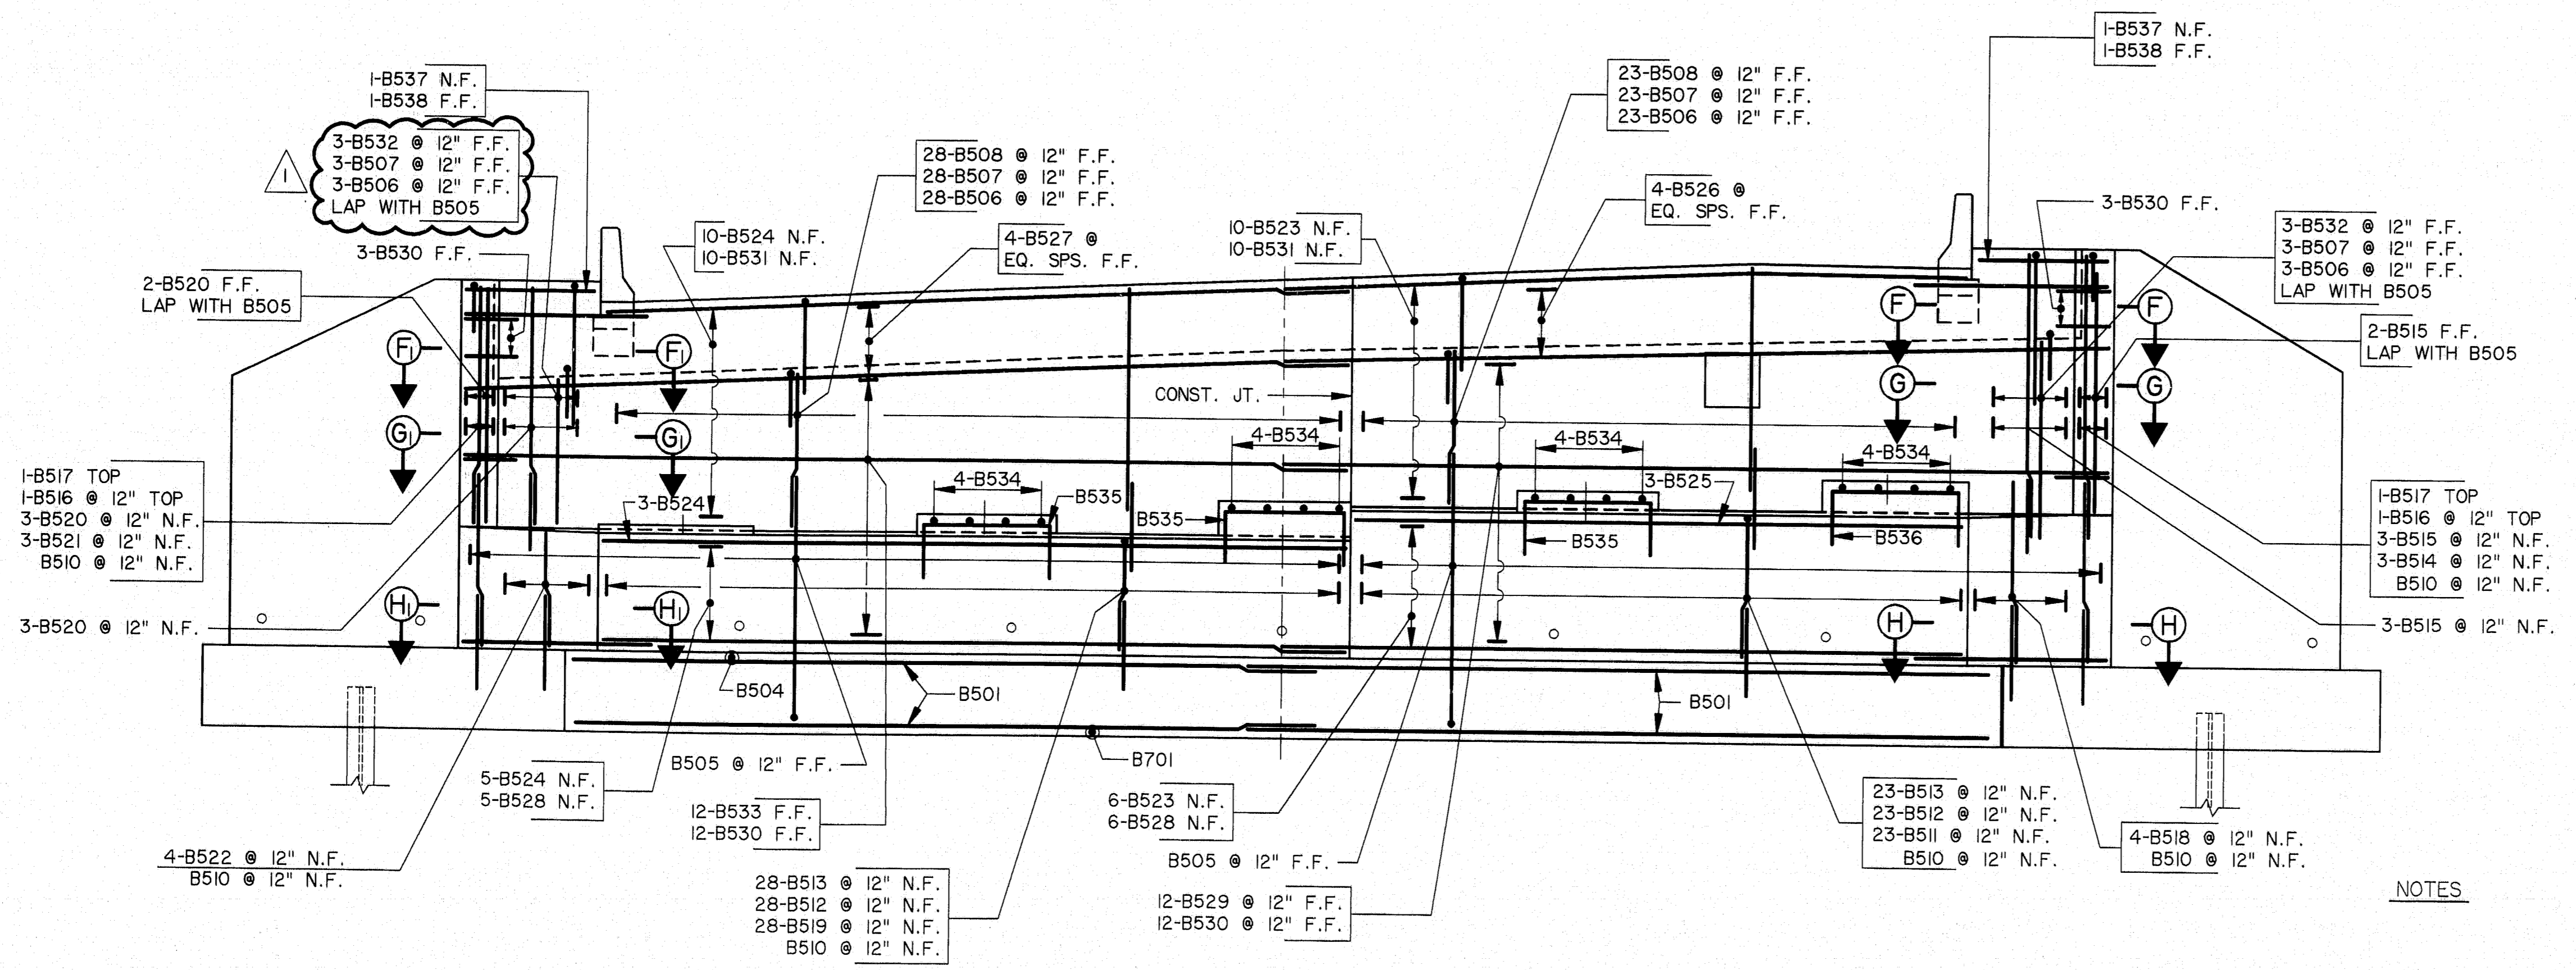 1-B537 N.F.
1-B538 F.F.
1-B537 N.F.
1-B538 F.F.
23-B508 @ 12" F.F.
23-B507 @ 12" F.F.
23-B506 @ 12" F.F.
1
3-B532 @ 12" F.F.
3-B507 @ 12" F.F.
3-B506 @ 12" F.F.
LAP WITH B505
28-B508 @ 12" F.F.
28-B507 @ 12" F.F.
28-B506 @ 12" F.F.
4-B526 @
EQ. SPS. F.F.
3-B530 F.F.
10-B524 N.F.
10-B531 N.F.
4-B527 @
EQ. SPS. F.F.
10-B523 N.F.
10-B531 N.F.
3-B532 @ 12" F.F.
3-B507 @ 12" F.F.
3-B506 @ 12" F.F.
LAP WITH B505
3-B530 F.F.
2-B520 F.F.
LAP WITH B505
2-B515 F.F.
LAP WITH B505
F1
F1
F
F
G
G
CONST. JT.
G1
G1
4-B534
4-B534
4-B534
4-B534
1-B517 TOP
1-B516 @ 12" TOP
3-B520 @ 12" N.F.
3-B521 @ 12" N.F.
B510 @ 12" N.F.
3-B524
B535
B535
3-B525
B535
B536
1-B517 TOP
1-B516 @ 12" TOP
3-B515 @ 12" N.F.
3-B514 @ 12" N.F.
B510 @ 12" N.F.
3-B520 @ 12" N.F.
H1
H1
H
H
3-B515 @ 12" N.F.
B504
B501
B501
B701
B505 @ 12" F.F.
5-B524 N.F.
5-B528 N.F.
12-B533 F.F.
12-B530 F.F.
6-B523 N.F.
6-B528 N.F.
23-B513 @ 12" N.F.
23-B512 @ 12" N.F.
23-B511 @ 12" N.F.
B510 @ 12" N.F.
4-B518 @ 12" N.F.
B510 @ 12" N.F.
4-B522 @ 12" N.F.
B510 @ 12" N.F.
B505 @ 12" F.F.
28-B513 @ 12" N.F.
28-B512 @ 12" N.F.
28-B519 @ 12" N.F.
B510 @ 12" N.F.
12-B529 @ 12" F.F.
12-B530 @ 12" F.F.
NOTES